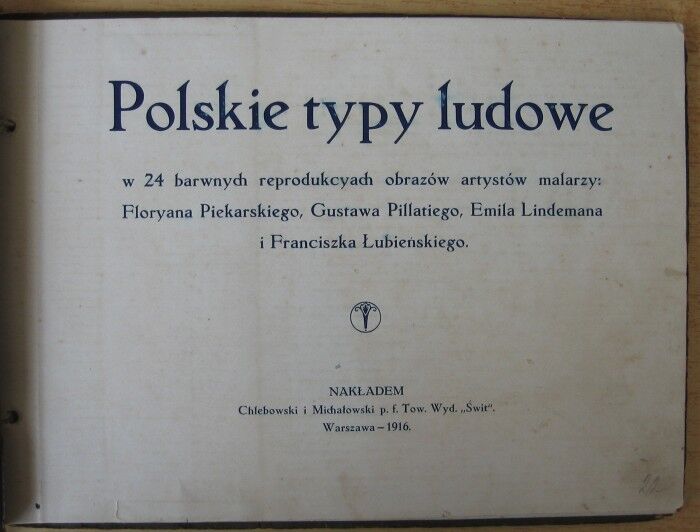 Polskie typy ludowe
w 24 barwnych reprodukcyach obrazów artystów malarzy:
Floryana Piekarskiego, Gustawa Pillatiego, Emila Lindemana
i Franciszka Łubieńskiego.
NAKŁADEM
Chlebowski i Michałowski p. f. Tow. Wyd. „Świt".
Warszawa – 1916.